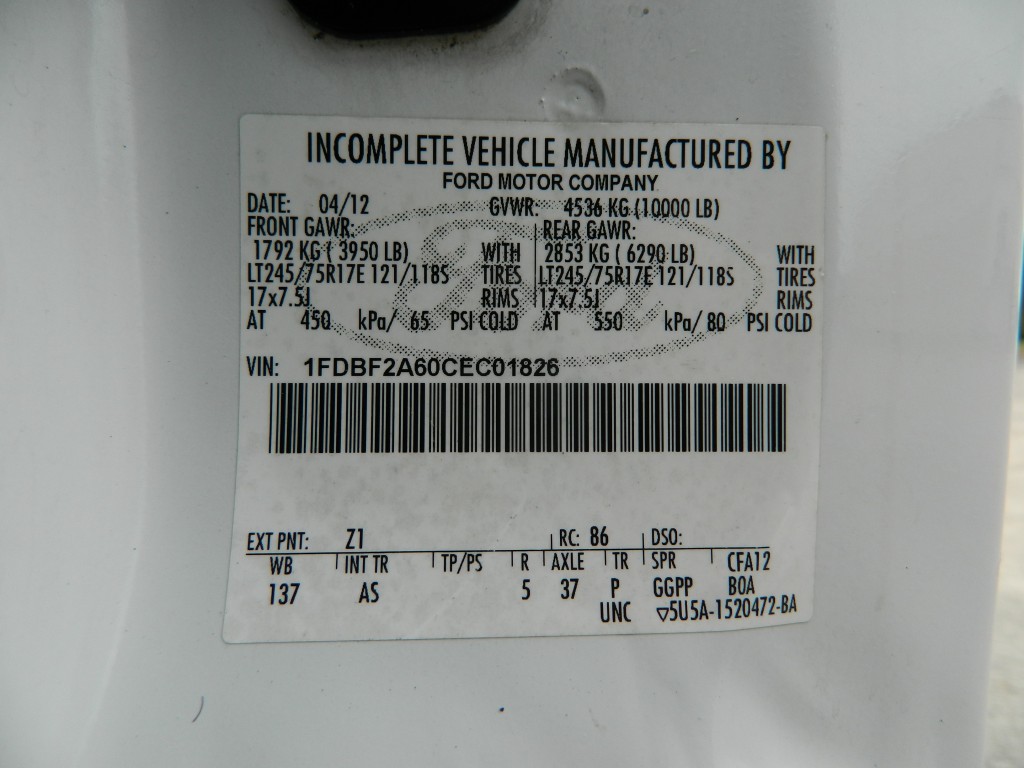 INCOMPLETE VEHICLE MANUFACTURED BY
FORD MOTOR COMPANY
DATE: 04/12 GVWR: 4536 KG (10000 LB)
FRONT GAWR: REAR GAWR:
1792 KG ( 3950 LB) WITH 2853 KG ( 6290 LB) WITH
LT245/75R17E 121/118S TIRES LT245/75R17E 121/118S TIRES
17x7.5J RIMS 17x7.5J RIMS
AT 450 kPa/ 65 PSI COLD AT 550 kPa/ 80 PSI COLD
VIN: 1FDBF2A60CEC01826
EXT PNT: Z1 RC: 86 DSO:
WB INT TR TP/PS R AXLE TR SPR CFA12
137 AS 5 37 P GGPP B0A
UNC ▽5U5A-1520472-BA